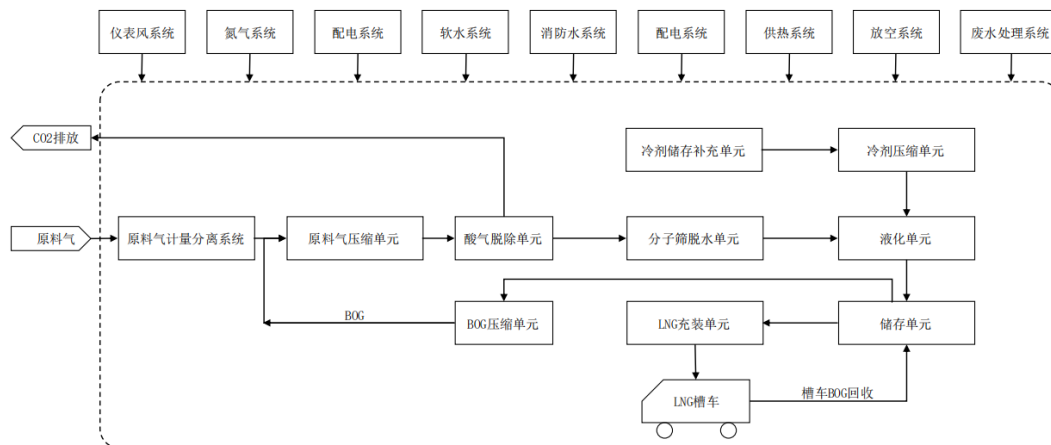 仪表风系统
氮气系统
配电系统
软水系统
消防水系统
配电系统
供热系统
放空系统
废水处理系统
CO2排放
冷剂储存补充单元
冷剂压缩单元
原料气
原料气计量分离系统
原料气压缩单元
酸气脱除单元
分子筛脱水单元
液化单元
BOG
BOG压缩单元
LNG充装单元
储存单元
LNG槽车
槽车BOG回收